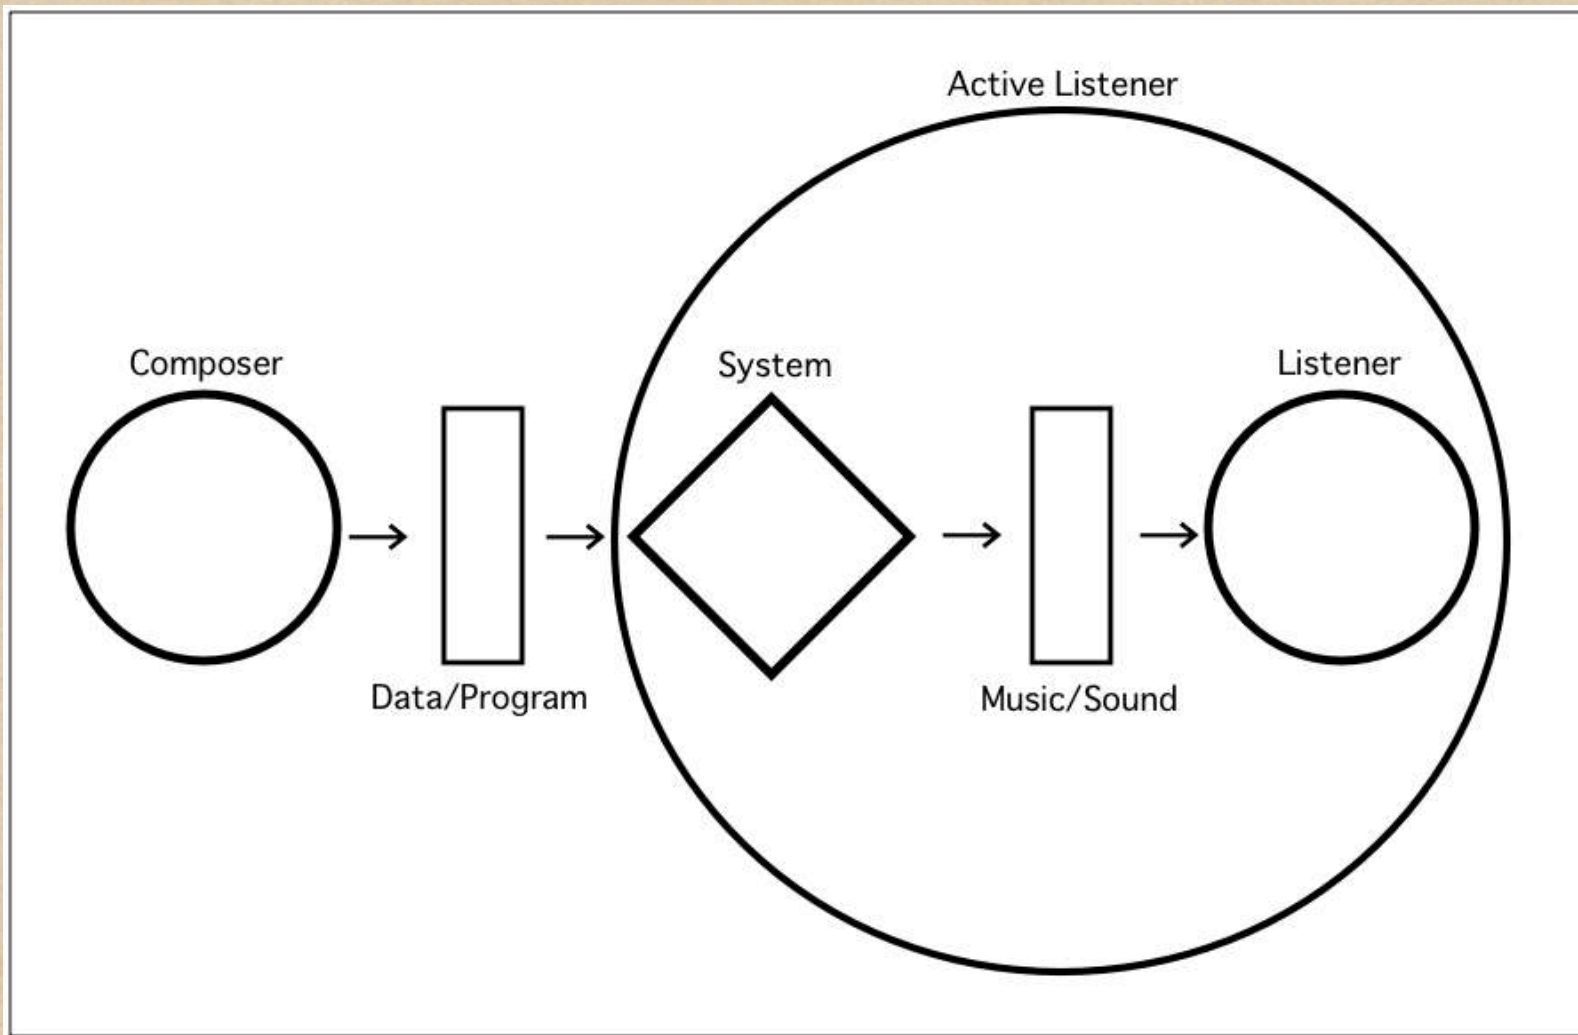 Active Listener
Composer
System
Listener
Data/Program
Music/Sound